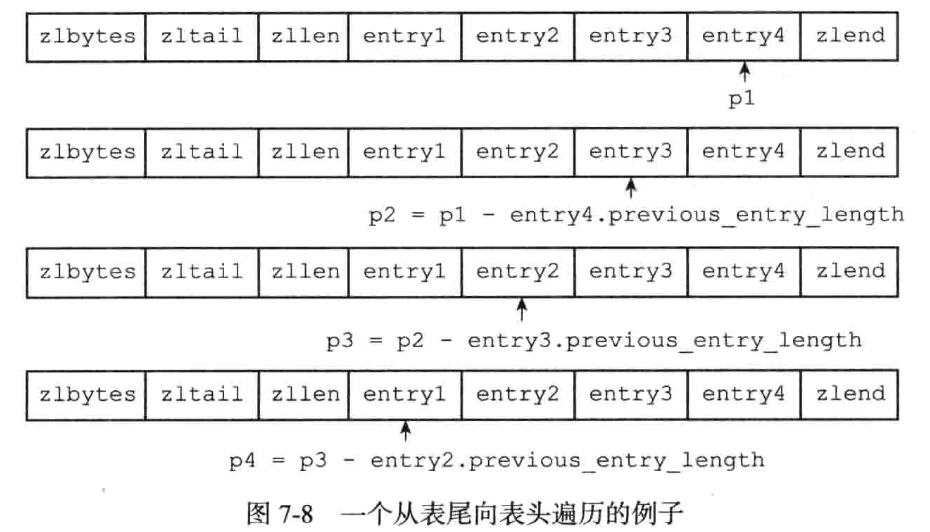 zlbytes zltail zllen entry1 entry2 entry3 entry4 zlend
p1
zlbytes zltail zllen entry1 entry2 entry3 entry4 zlend
p2 = p1 - entry4.previous_entry_length
zlbytes zltail zllen entry1 entry2 entry3 entry4 zlend
p3 = p2 - entry3.previous_entry_length
zlbytes zltail zllen entry1 entry2 entry3 entry4 zlend
p4 = p3 - entry2.previous_entry_length
图 7-8 一个从表尾向表头遍历的例子